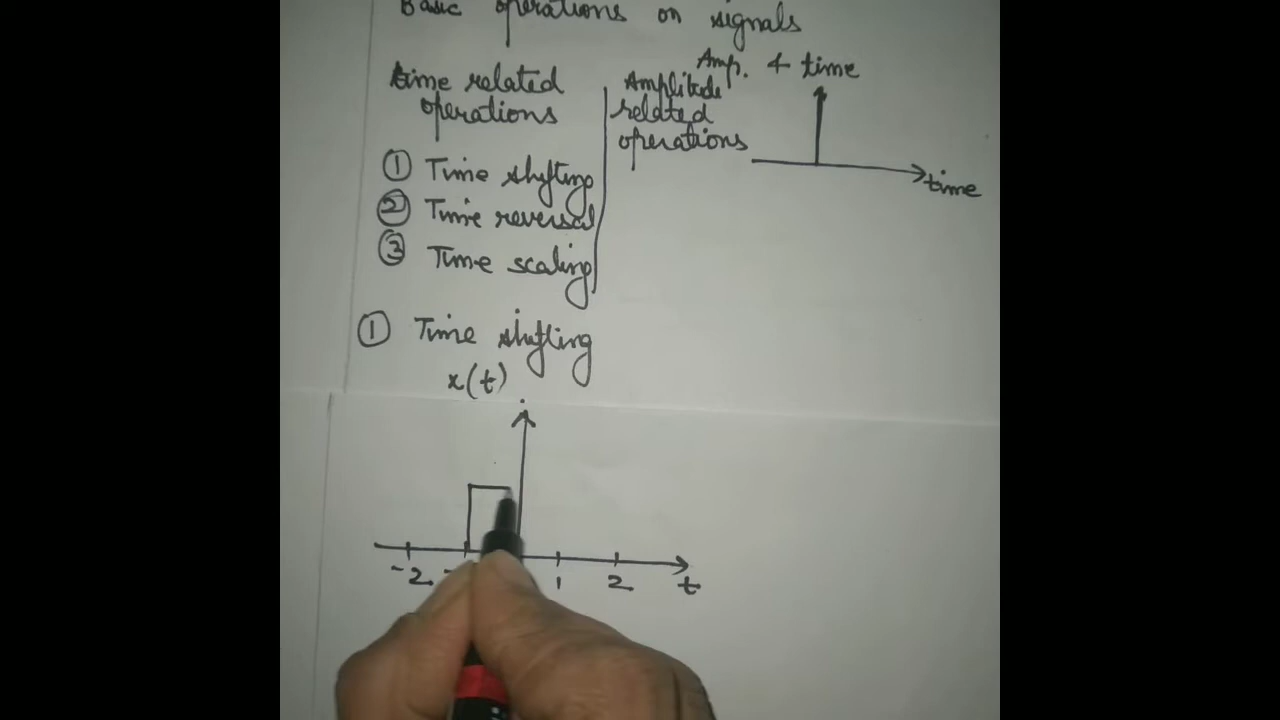 Basic operations on signals
time related operations
Amplitude related operations
Amp. & time
time
① Time shifting
② Time reversal
③ Time scaling
① Time shifting
x(t)
-2 1 2 t